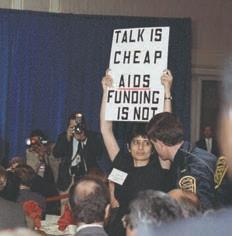 TALK IS
CHEAP
AIDS
FUNDING
IS NOT